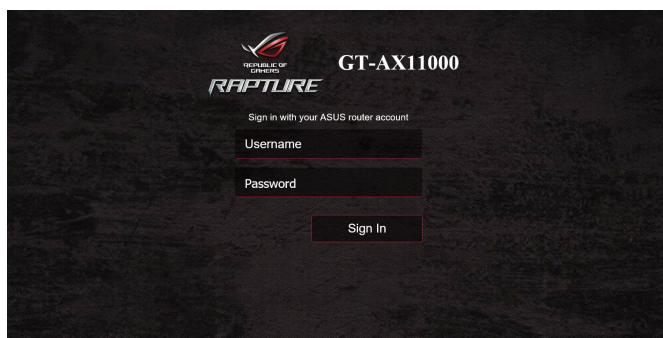 REPUBLIC OF
GAMERS
RAPTURE
GT-AX11000
Sign in with your ASUS router account
Username
Password
Sign In